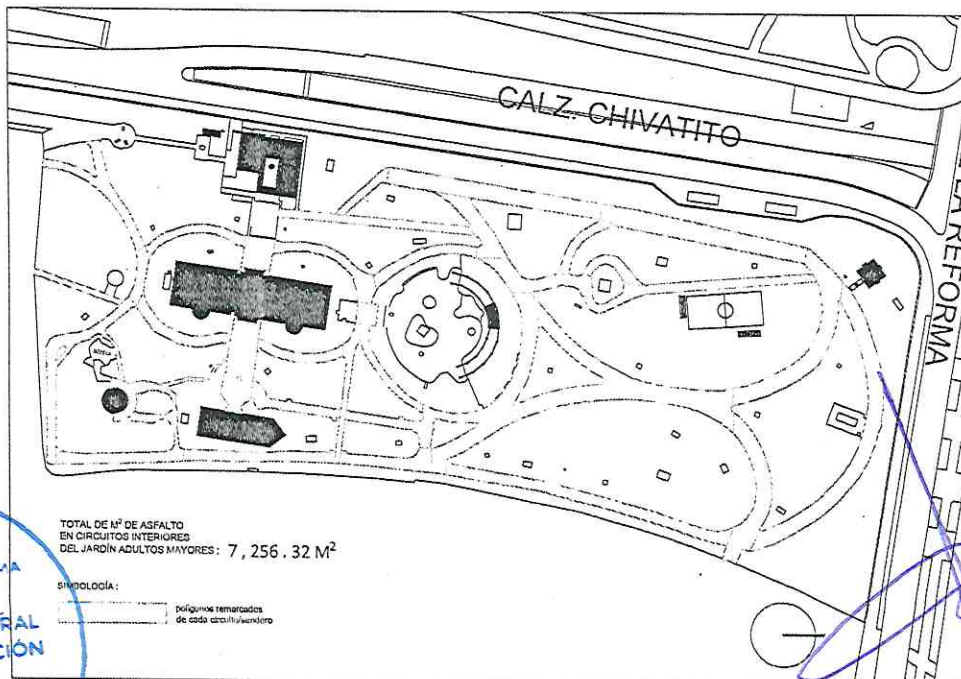 CALZ. CHIVATITO
LA REFORMA
TOTAL DE M² DE ASFALTO
EN CIRCUITOS INTERIORES
DEL JARDÍN ADULTOS MAYORES: 7,256.32 M²
SIMBOLOGÍA:
polígonos remarcados
de cada circuito/sendero
MA
RAL
CIÓN